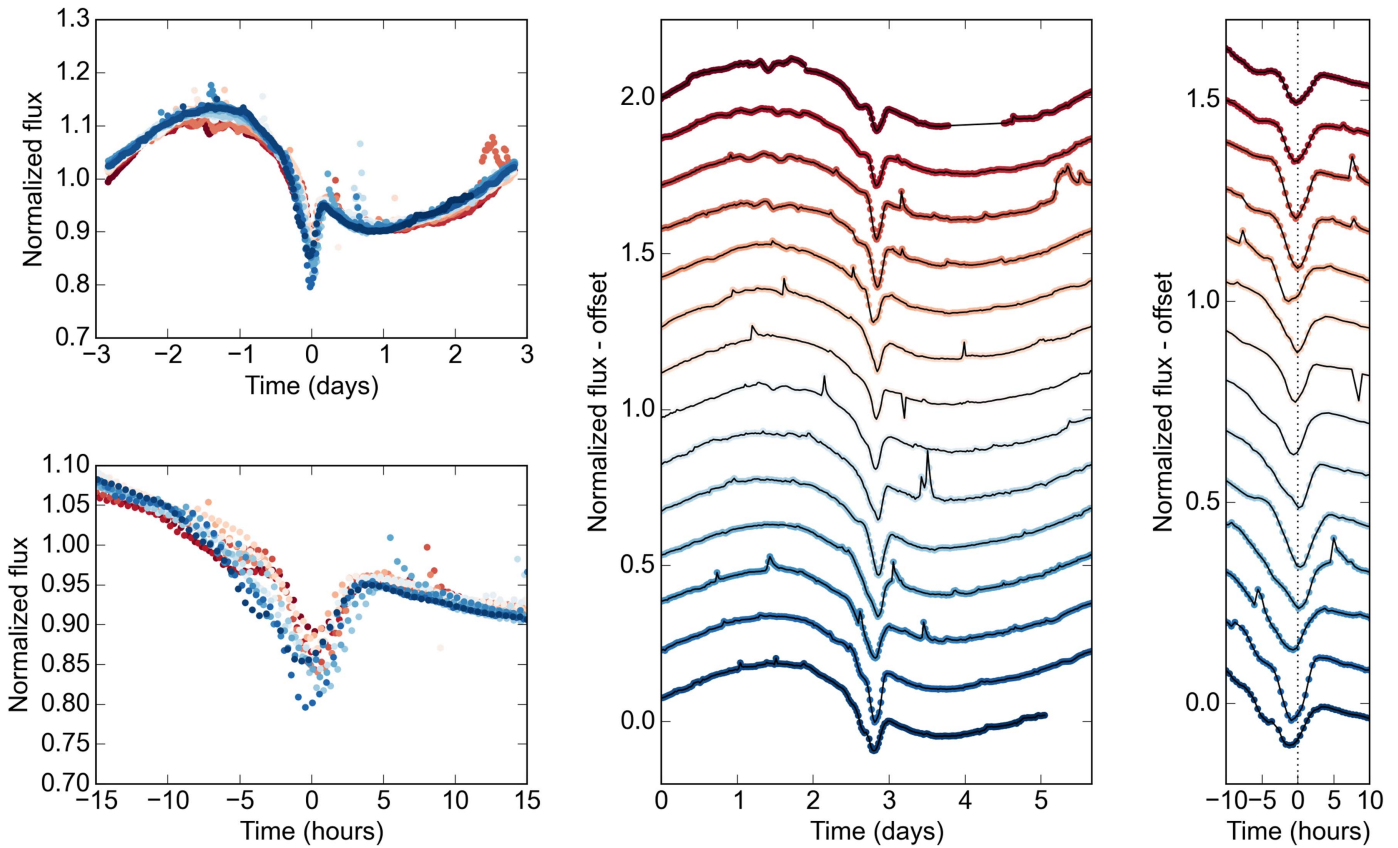 1.3
1.2
1.1
1.0
0.9
0.8
0.7
Normalized flux
−3 −2 −1 0 1 2 3
Time (days)
1.10
1.05
1.00
0.95
0.90
0.85
0.80
0.75
0.70
Normalized flux
−15 −10 −5 0 5 10 15
Time (hours)
2.0
1.5
1.0
0.5
0.0
Normalized flux - offset
0 1 2 3 4 5
Time (days)
1.5
1.0
0.5
0.0
Normalized flux - offset
−10 −5 0 5 10
Time (hours)